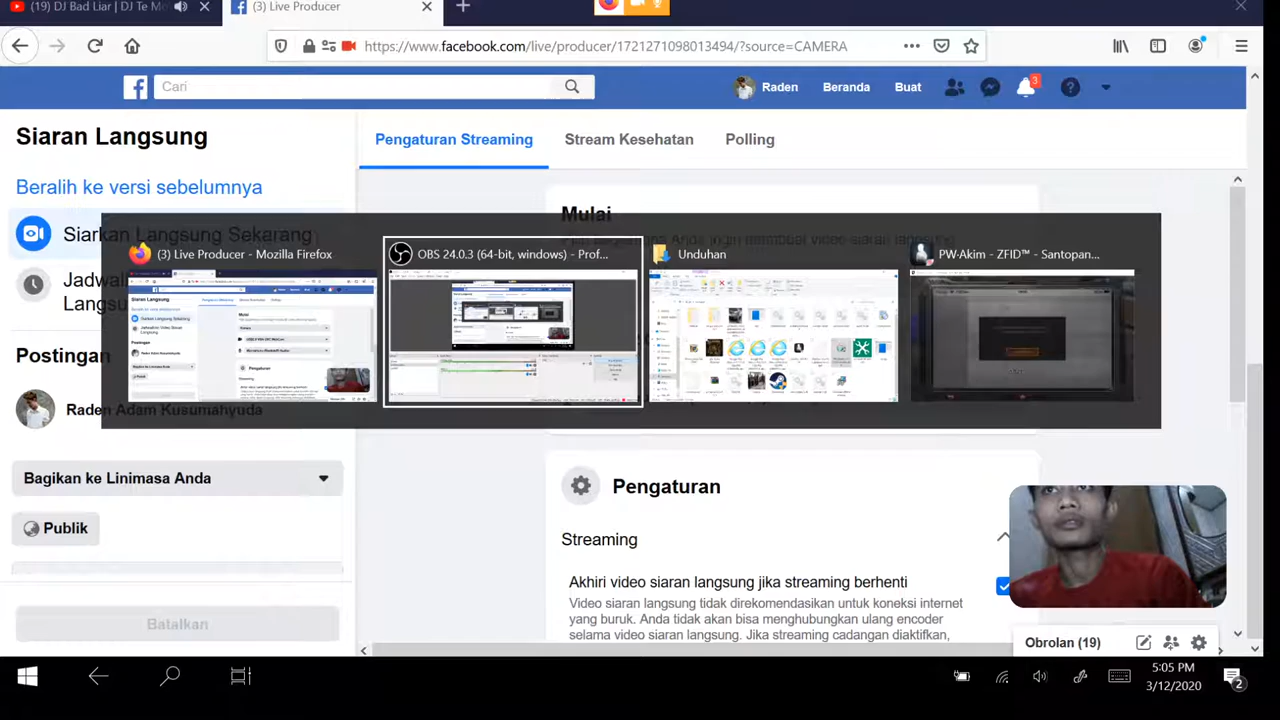 (19) DJ Bad Liar | DJ Te Mo
(3) Live Producer
https://www.facebook.com/live/producer/1721271098013494/?source=CAMERA
Cari
Raden
Beranda
Buat
3
Siaran Langsung
Pengaturan Streaming
Stream Kesehatan
Polling
Beralih ke versi sebelumnya
Mulai
Siarkan Langsung Sekarang
(3) Live Producer - Mozilla Firefox
OBS 24.0.3 (64-bit, windows) - Prof...
Unduhan
PW-Akim - ZFID™ - Santopan...
Postingan
Raden Adam Kusumahyuda
Bagikan ke Linimasa Anda
Publik
Batalkan
Pengaturan
Streaming
Akhiri video siaran langsung jika streaming berhenti
Video siaran langsung tidak direkomendasikan untuk koneksi internet
yang buruk. Anda tidak akan bisa menghubungkan ulang encoder
selama video siaran langsung. Jika streaming cadangan diaktifkan,
Obrolan (19)
5:05 PM
3/12/2020
2